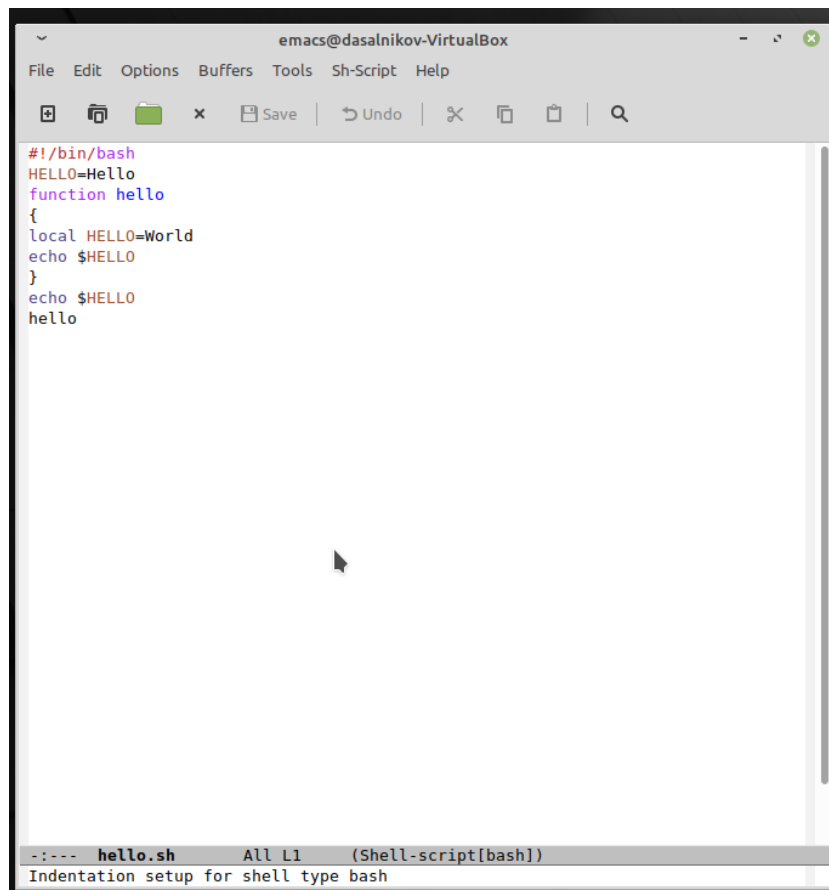 emacs@dasalnikov-VirtualBox
File Edit Options Buffers Tools Sh-Script Help
Save Undo
#!/bin/bash
HELLO=Hello
function hello
{
local HELLO=World
echo $HELLO
}
echo $HELLO
hello
-:--- hello.sh All L1 (Shell-script[bash])
Indentation setup for shell type bash